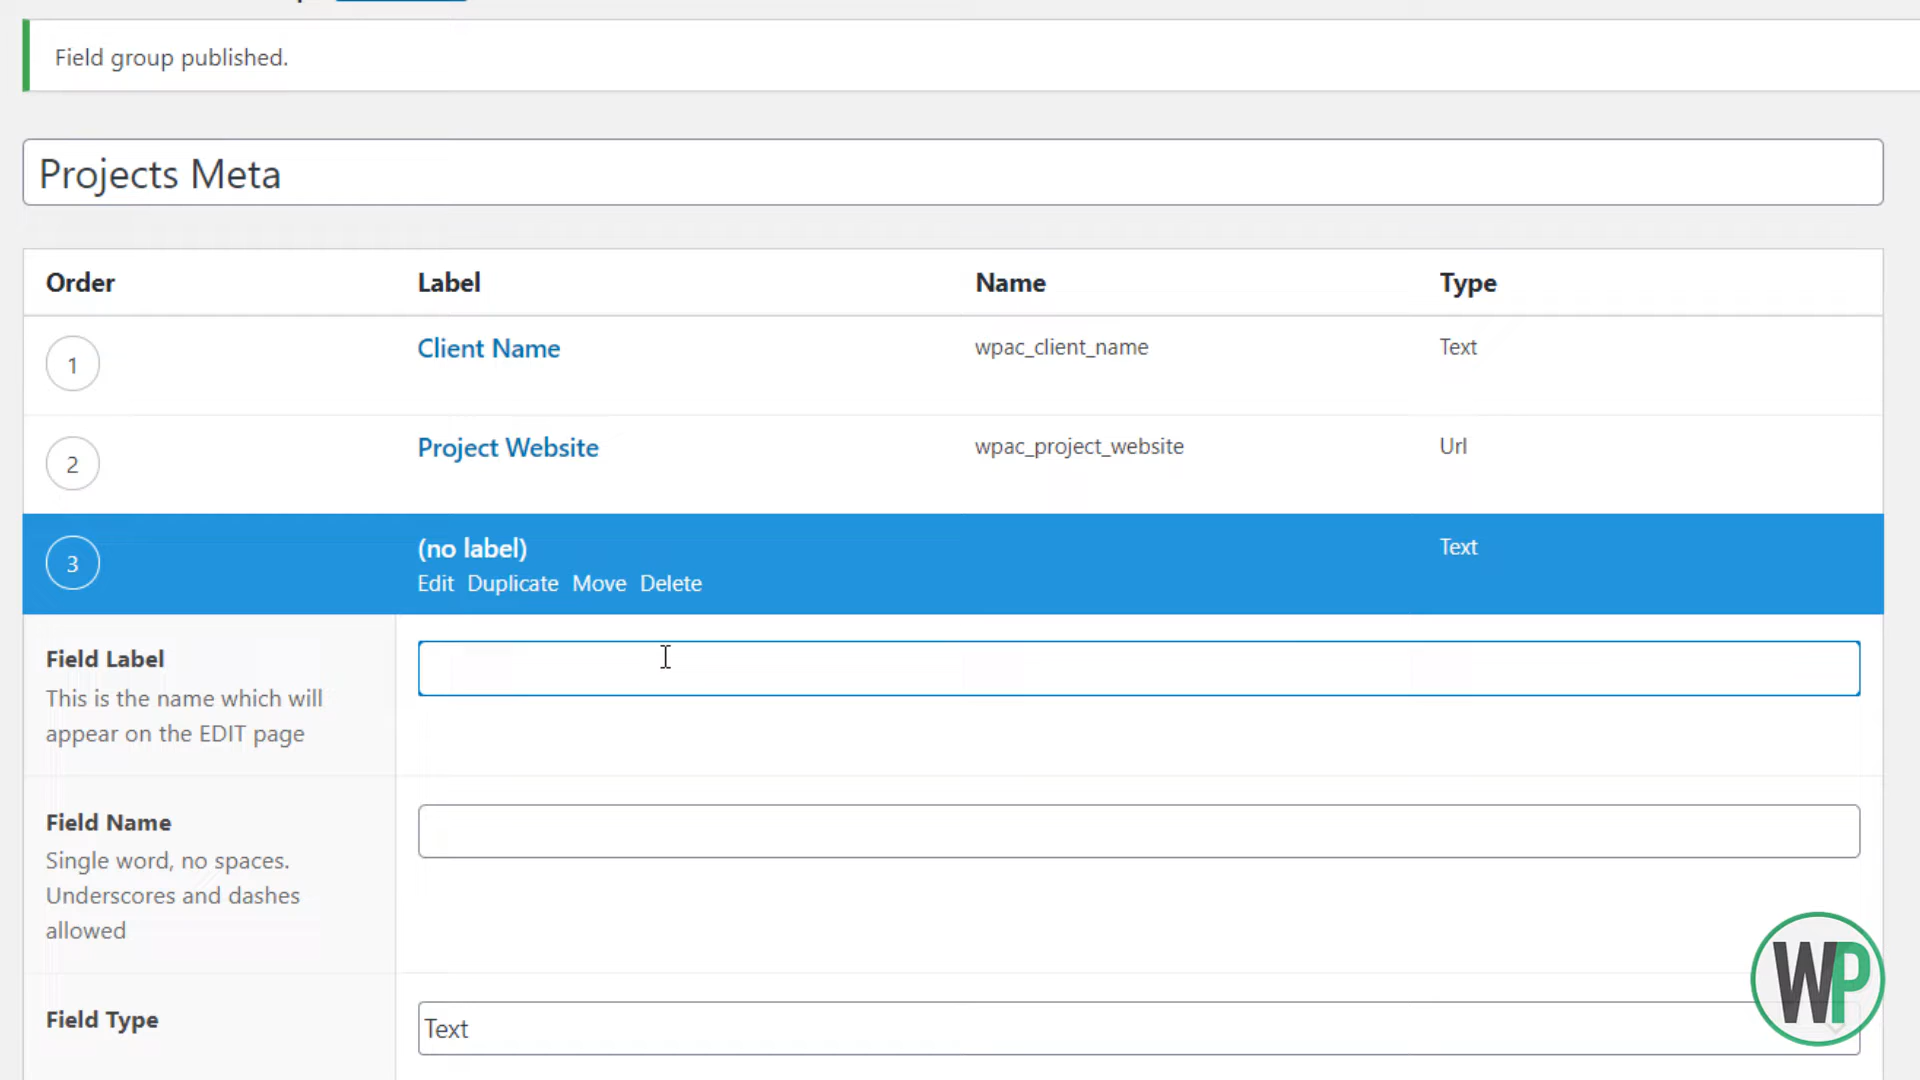 Field group published.
Projects Meta
Order Label Name Type
1 Client Name wpac_client_name Text
2 Project Website wpac_project_website Url
3 (no label) Text
Edit Duplicate Move Delete
Field Label
This is the name which will
appear on the EDIT page
Field Name
Single word, no spaces.
Underscores and dashes
allowed
Field Type Text
WP